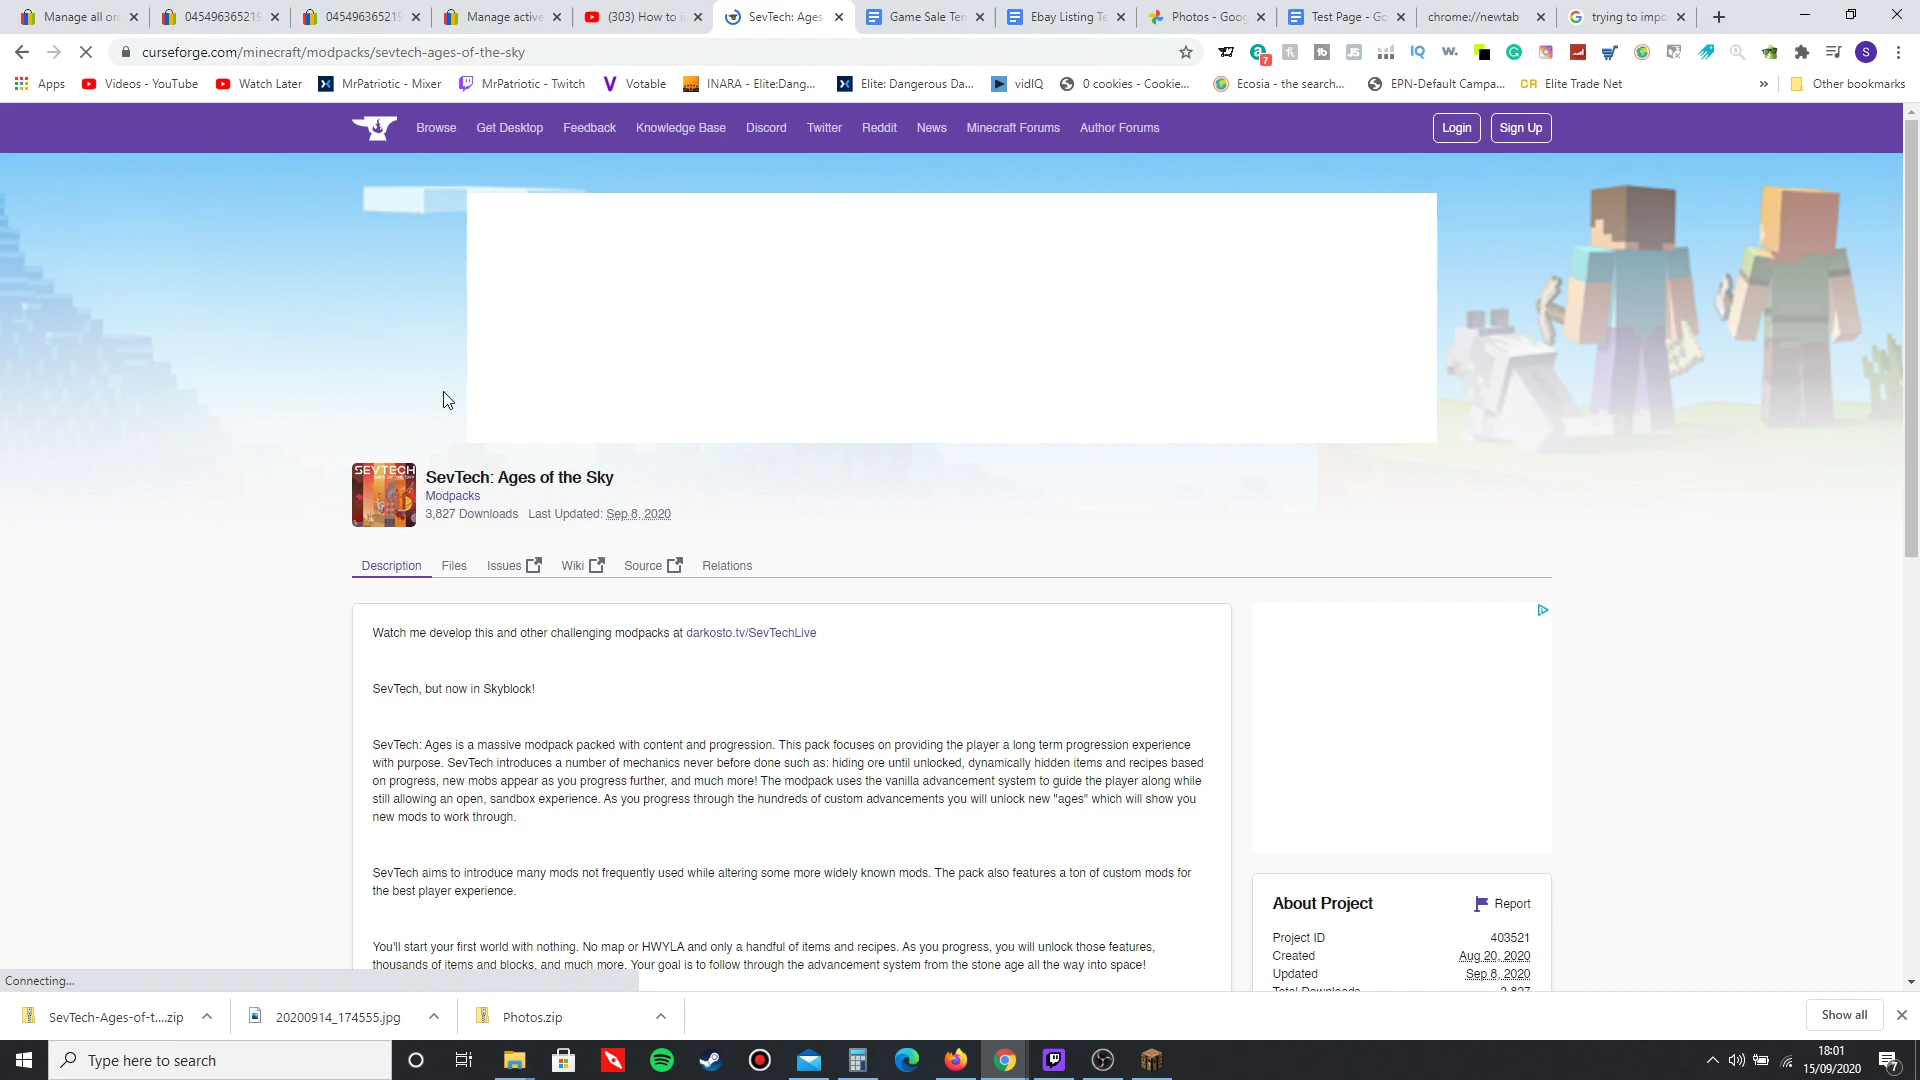 Manage all orc
045496365219
045496365219
Manage active
(303) How to i
SevTech: Ages
Game Sale Tem
Ebay Listing Te
Photos - Goog
Test Page - Go
chrome://newtab
trying to impo
curseforge.com/minecraft/modpacks/sevtech-ages-of-the-sky
Apps
Videos - YouTube
Watch Later
MrPatriotic - Mixer
MrPatriotic - Twitch
Votable
INARA - Elite:Dang...
Elite: Dangerous Da...
vidIQ
0 cookies - Cookie...
Ecosia - the search...
EPN-Default Campa...
Elite Trade Net
Other bookmarks
Browse
Get Desktop
Feedback
Knowledge Base
Discord
Twitter
Reddit
News
Minecraft Forums
Author Forums
Login
Sign Up
SevTech: Ages of the Sky
Modpacks
3,827 Downloads Last Updated: Sep 8, 2020
Description
Files
Issues
Wiki
Source
Relations
Watch me develop this and other challenging modpacks at darkosto.tv/SevTechLive
SevTech, but now in Skyblock!
SevTech: Ages is a massive modpack packed with content and progression. This pack focuses on providing the player a long term progression experience
with purpose. SevTech introduces a number of mechanics never before done such as: hiding ore until unlocked, dynamically hidden items and recipes based
on progress, new mobs appear as you progress further, and much more! The modpack uses the vanilla advancement system to guide the player along while
still allowing an open, sandbox experience. As you progress through the hundreds of custom advancements you will unlock new "ages" which will show you
new mods to work through.
SevTech aims to introduce many mods not frequently used while altering some more widely known mods. The pack also features a ton of custom mods for
the best player experience.
You'll start your first world with nothing. No map or HWYLA and only a handful of items and recipes. As you progress, you will unlock those features,
thousands of items and blocks, and much more. Your goal is to follow through the advancement system from the stone age all the way into space!
About Project
Report
Project ID 403521
Created Aug 20, 2020
Updated Sep 8, 2020
Total Downloads 3,827
Connecting...
SevTech-Ages-of-t....zip
20200914_174555.jpg
Photos.zip
Show all
Type here to search
18:01
15/09/2020